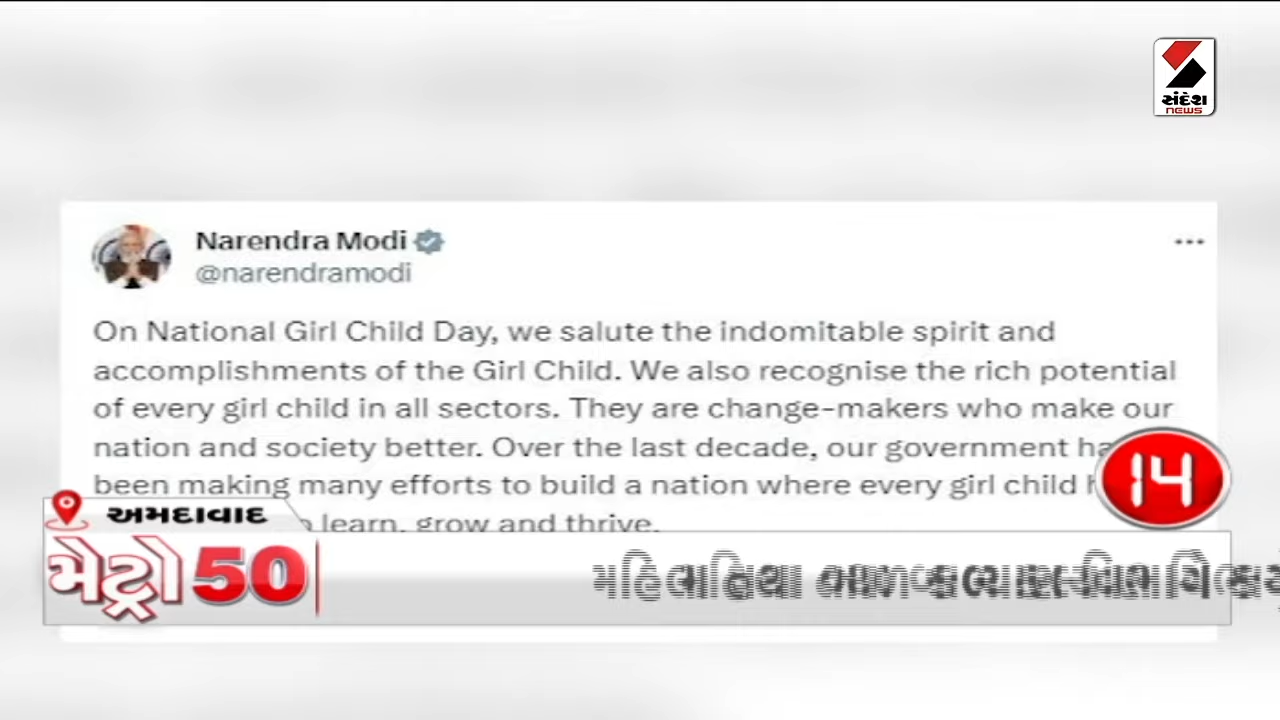 સંદેશ
NEWS
Narendra Modi
@narendramodi
On National Girl Child Day, we salute the indomitable spirit and
accomplishments of the Girl Child. We also recognise the rich potential
of every girl child in all sectors. They are change-makers who make our
nation and society better. Over the last decade, our government
been making many efforts to build a nation where every girl child
learn, grow and thrive.
14
અમદાવાદ
મેટ્રો 50